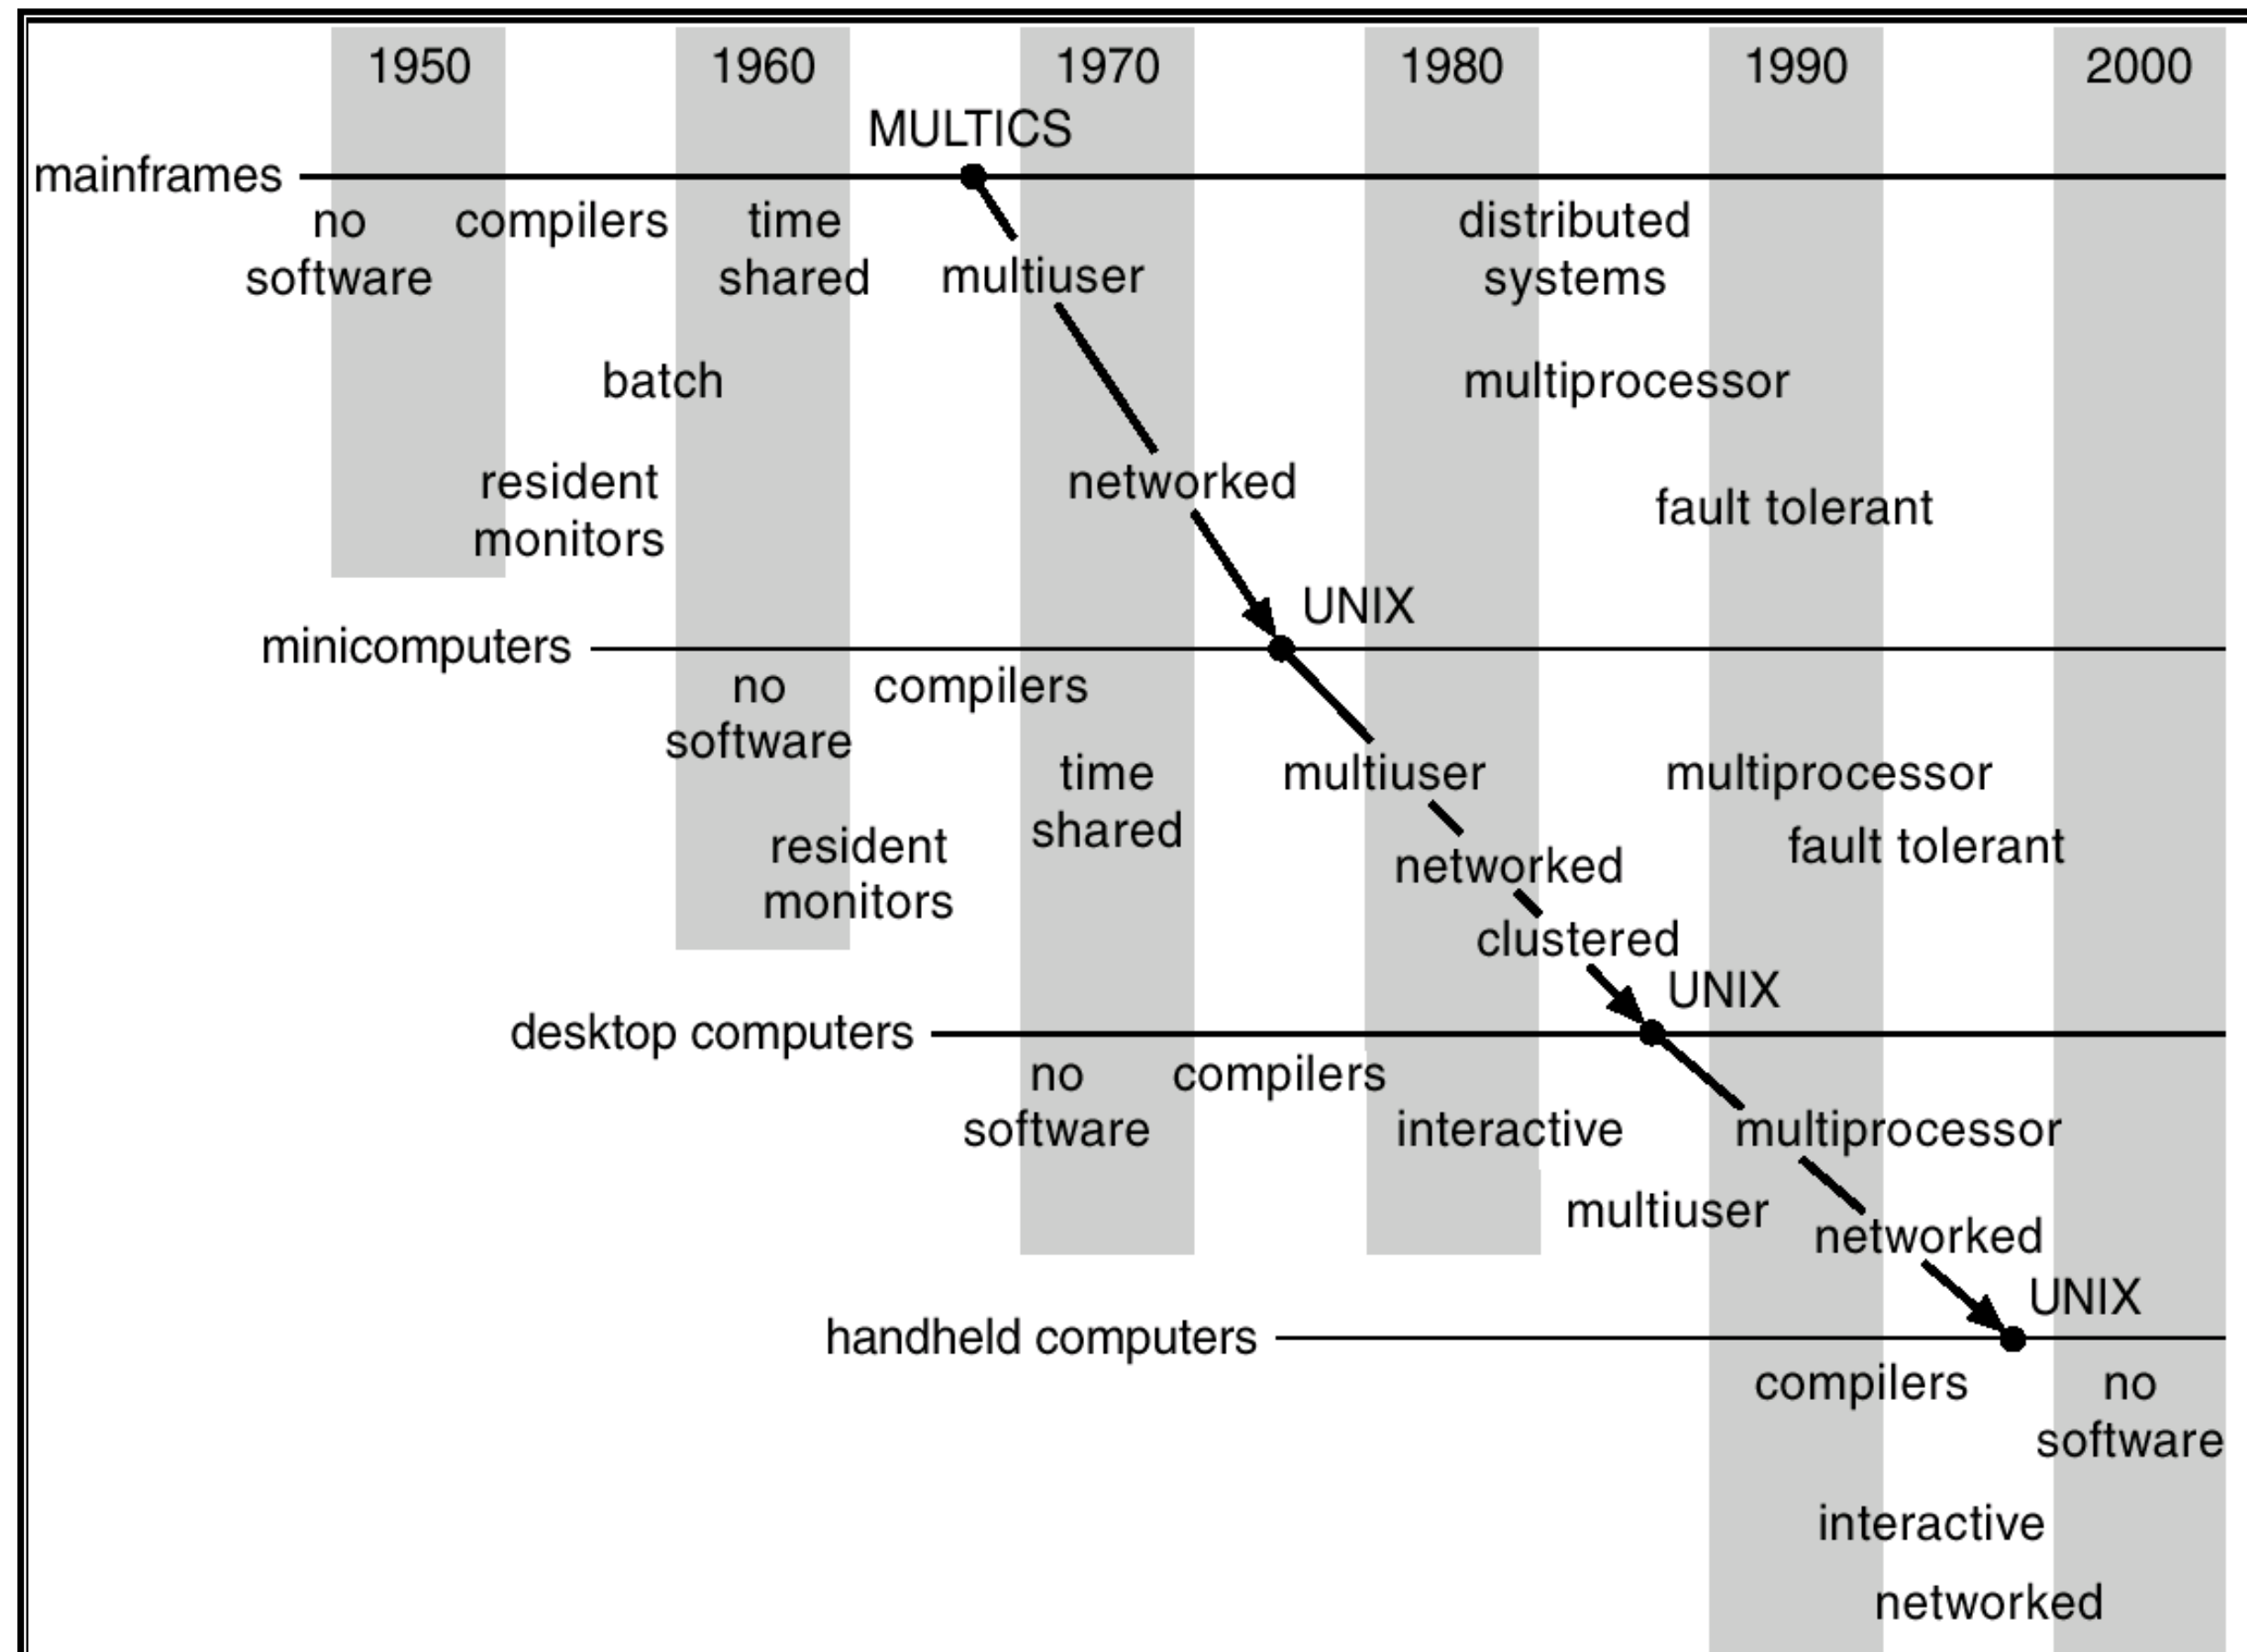 1950 1960 1970 1980 1990 2000
MULTICS
mainframes
no compilers time distributed
software shared multiuser systems
batch multiprocessor
resident networked fault tolerant
monitors
UNIX
minicomputers
no compilers
software
time multiuser multiprocessor
shared
resident networked fault tolerant
monitors
clustered
UNIX
desktop computers
no compilers
software interactive multiprocessor
multiuser networked
UNIX
handheld computers
compilers no
software
interactive
networked